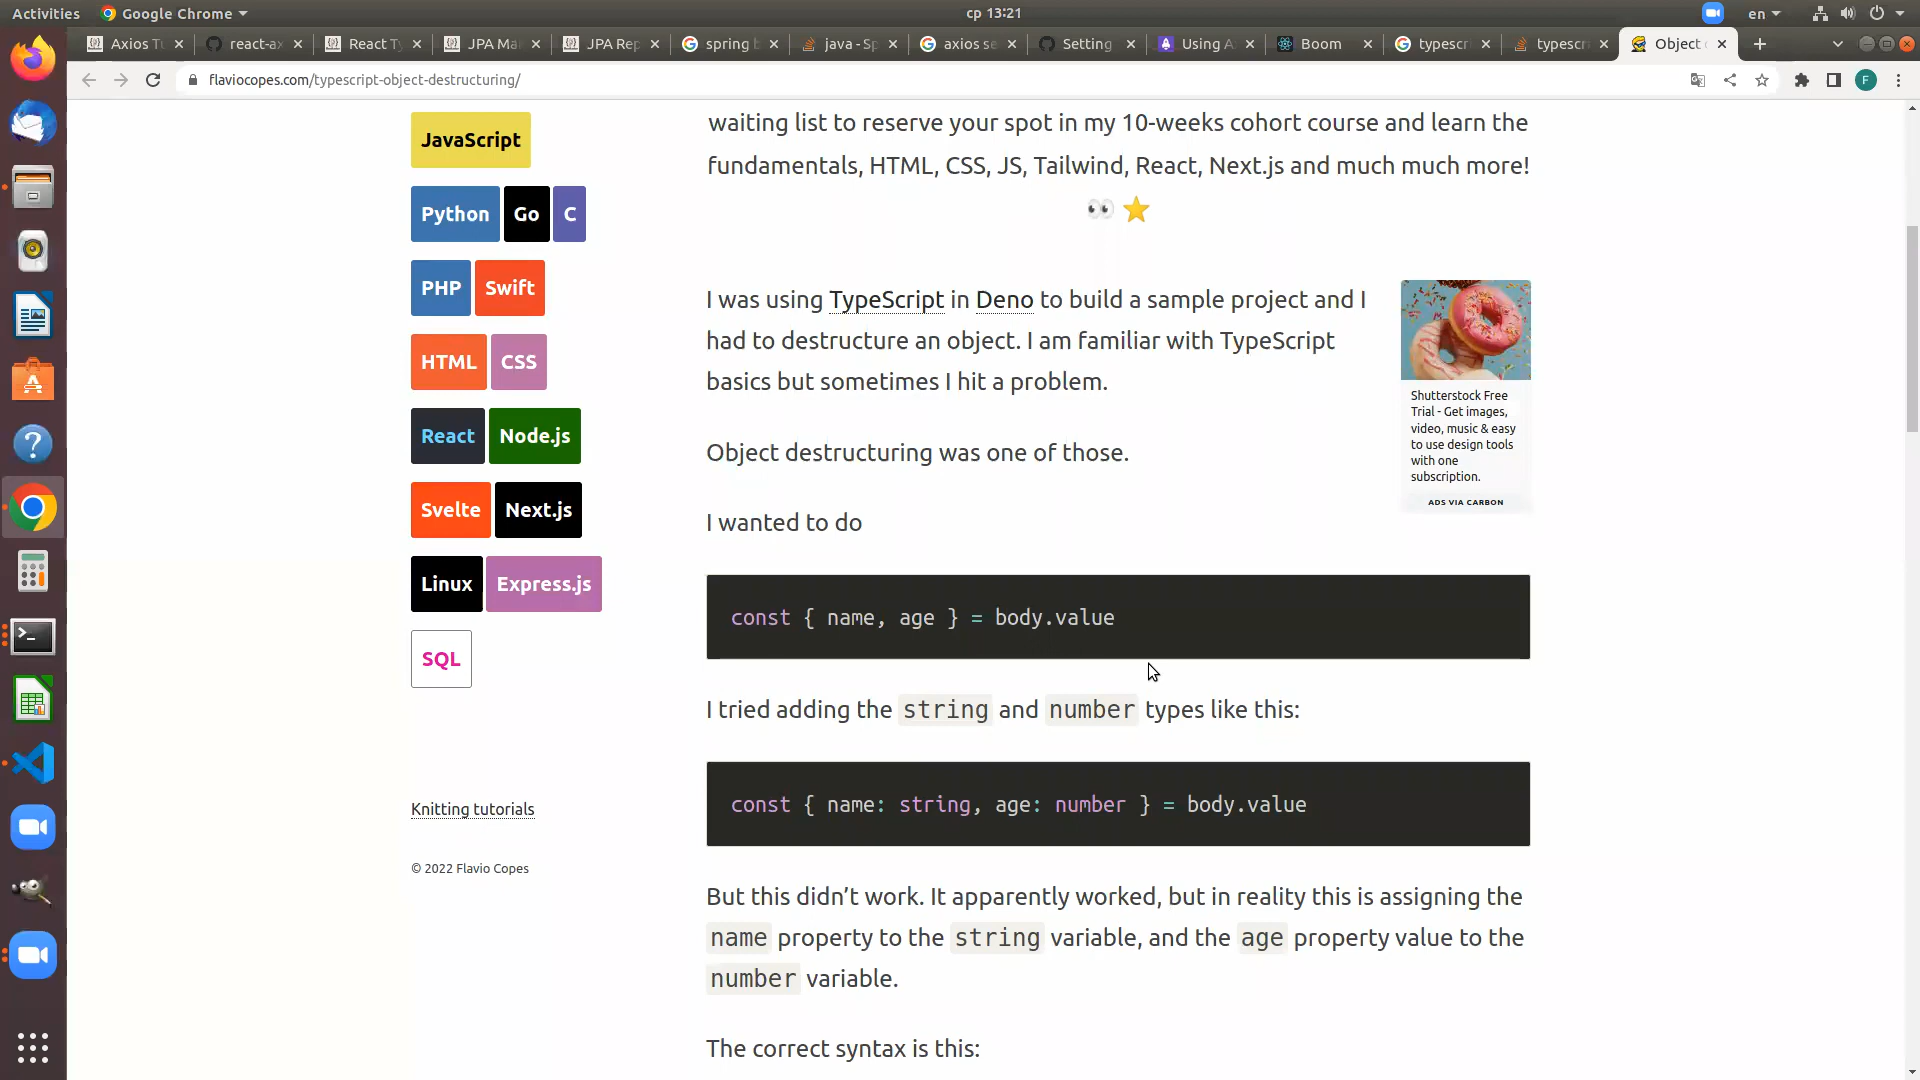 Activities
Google Chrome
ср 13:21
en
Axios Tu
react-ax
React Ty
JPA Ma
JPA Rep
spring b
java - Sp
axios se
Setting
Using A
Boom
typescr
typescr
Object
flaviocopes.com/typescript-object-destructuring/
F
JavaScript
Python Go C
PHP Swift
HTML CSS
React Node.js
Svelte Next.js
Linux Express.js
SQL
Knitting tutorials
© 2022 Flavio Copes
waiting list to reserve your spot in my 10-weeks cohort course and learn the
fundamentals, HTML, CSS, JS, Tailwind, React, Next.js and much much more!
👀 ⭐
I was using TypeScript in Deno to build a sample project and I
had to destructure an object. I am familiar with TypeScript
basics but sometimes I hit a problem.
Object destructuring was one of those.
I wanted to do
const { name, age } = body.value
I tried adding the string and number types like this:
const { name: string, age: number } = body.value
But this didn’t work. It apparently worked, but in reality this is assigning the
name property to the string variable, and the age property value to the
number variable.
The correct syntax is this:
Shutterstock Free
Trial - Get images,
video, music & easy
to use design tools
with one
subscription.
ADS VIA CARBON